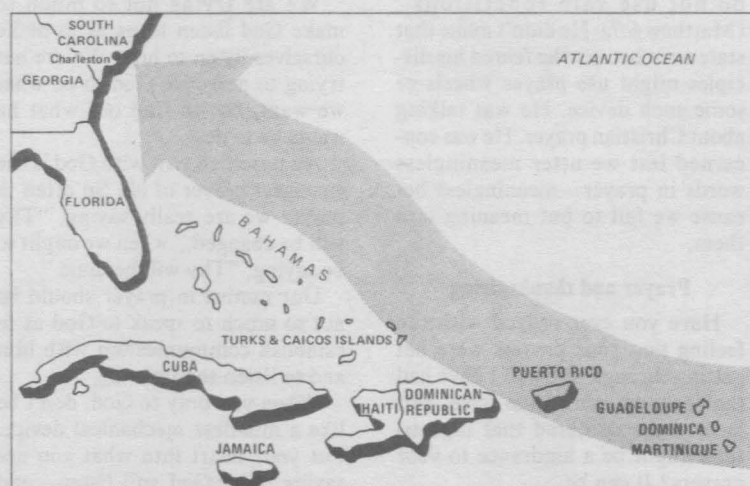 SOUTH
CAROLINA
Charleston
GEORGIA
ATLANTIC OCEAN
FLORIDA
BAHAMAS
TURKS & CAICOS ISLANDS
CUBA
HAITI
DOMINICAN
REPUBLIC
PUERTO RICO
GUADELOUPE
DOMINICA
MARTINIQUE
JAMAICA